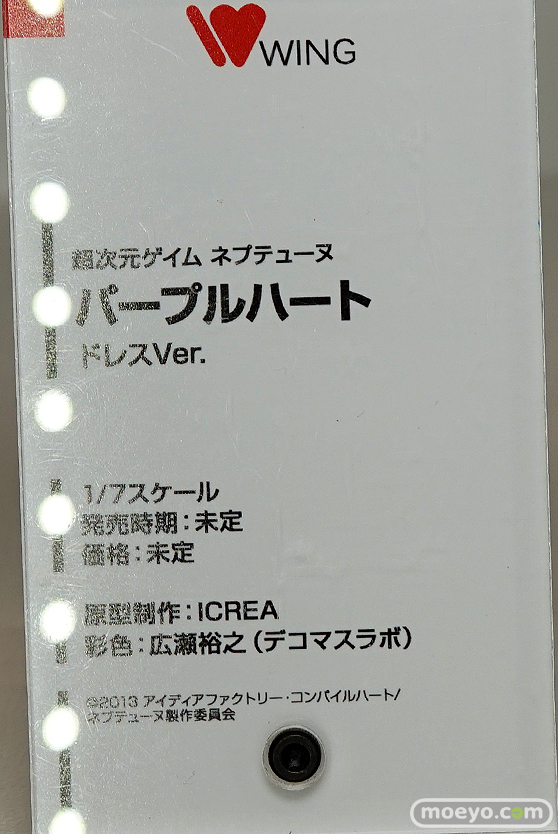 WING
超次元ゲイム ネプテューヌ
パープルハート
ドレスVer.
1/7スケール
発売時期：未定
価格：未定
原型制作：ICREA
彩色：広瀬裕之（デコマスラボ）
©2013 アイディアファクトリー・コンパイルハート/
ネプテューヌ製作委員会
moeyo.com